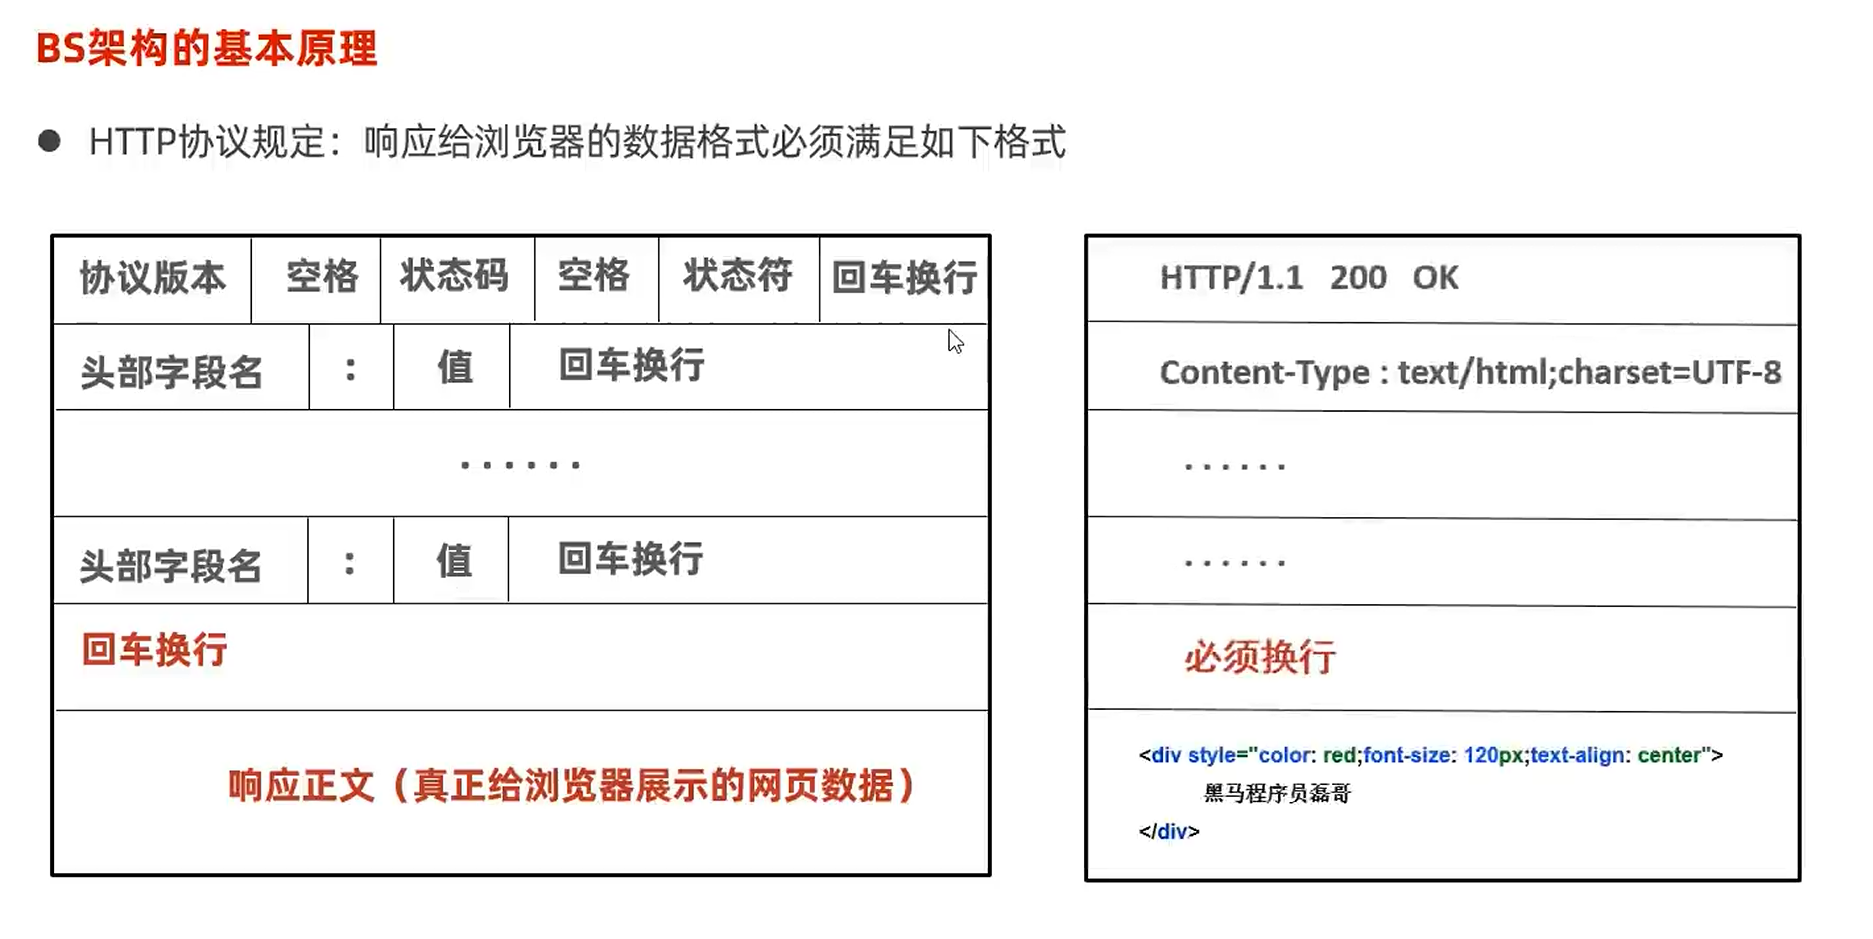 BS架构的基本原理
● HTTP协议规定：响应给浏览器的数据格式必须满足如下格式
协议版本 空格 状态码 空格 状态符 回车换行
头部字段名 : 值 回车换行
······
头部字段名 : 值 回车换行
回车换行
响应正文（真正给浏览器展示的网页数据）
HTTP/1.1 200 OK
Content-Type : text/html;charset=UTF-8
······
······
必须换行
<div style="color: red;font-size: 120px;text-align: center">
黑马程序员磊哥
</div>